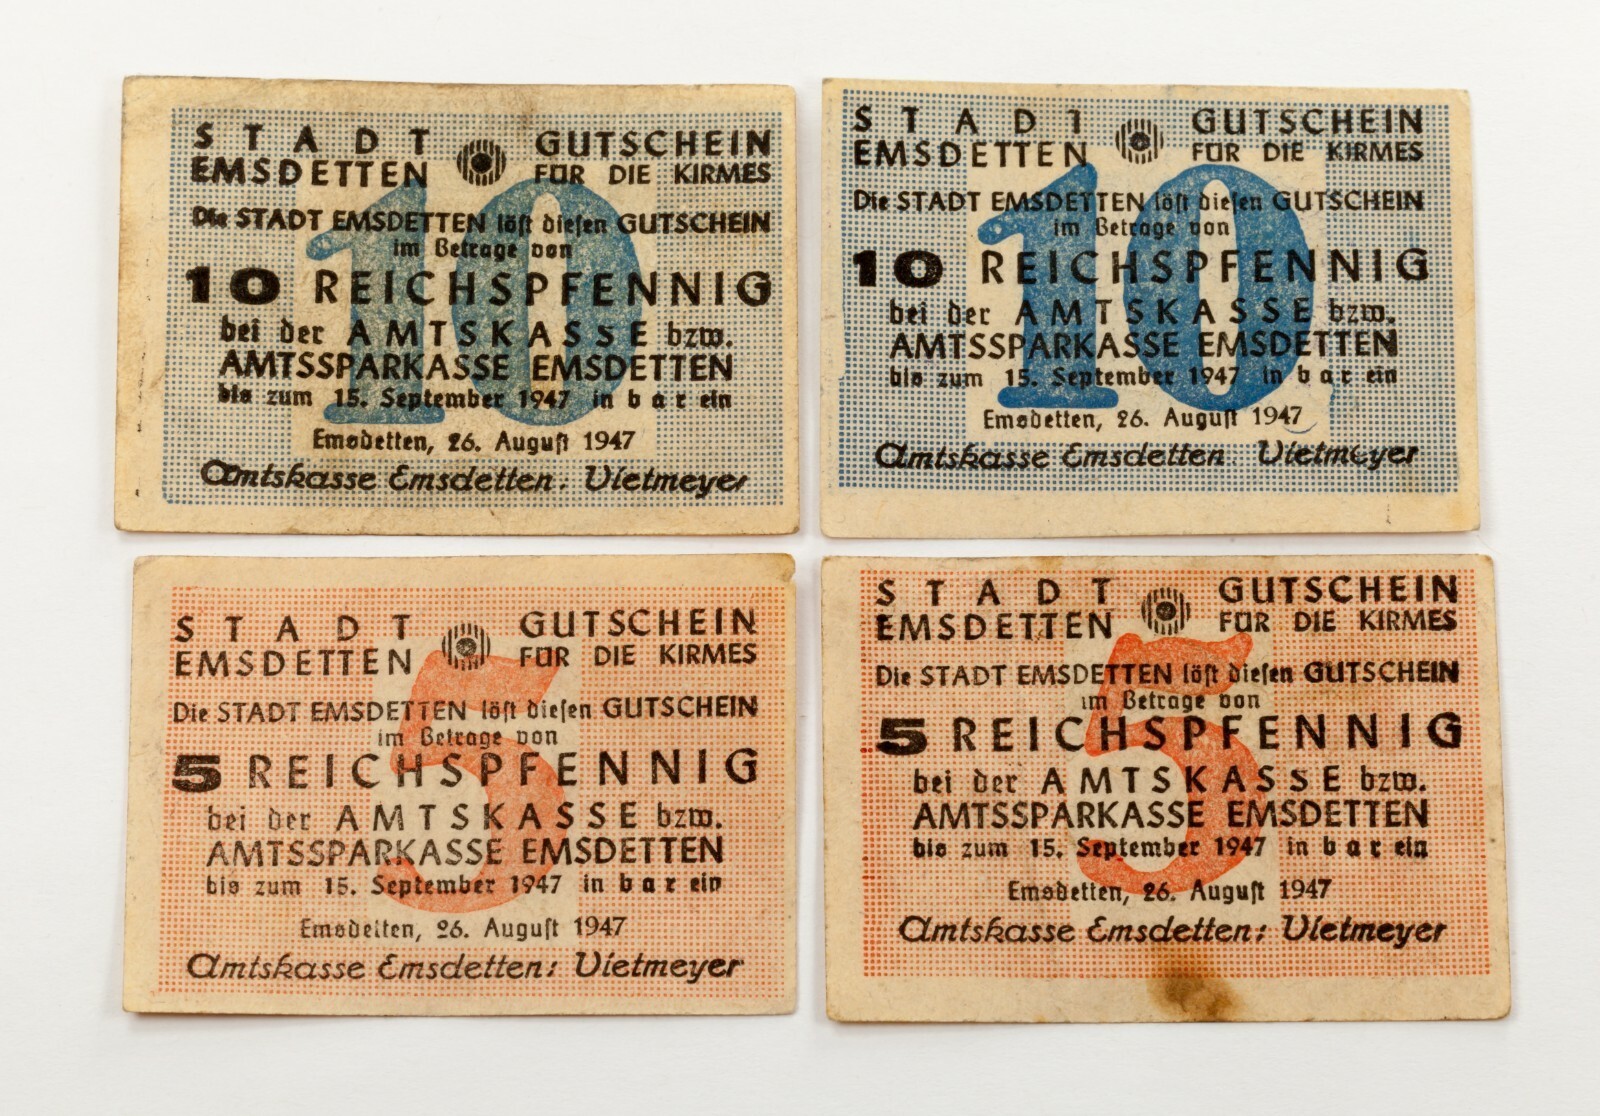 STADT
EMSDETTEN
GUTSCHEIN
FÜR DIE KIRMES
Die STADT EMSDETTEN löst diesen GUTSCHEIN
im Betrage von
10 REICHSPFENNIG
bei der AMTSKASSE bzw.
AMTSSPARKASSE EMSDETTEN
bis zum 15. September 1947 in bar ein
Emsdetten, 26. August 1947
Amtskasse Emsdetten: Vietmeyer
10
STADT
EMSDETTEN
GUTSCHEIN
FÜR DIE KIRMES
Die STADT EMSDETTEN löst diesen GUTSCHEIN
im Betrage von
10 REICHSPFENNIG
bei der AMTSKASSE bzw.
AMTSSPARKASSE EMSDETTEN
bis zum 15. September 1947 in bar ein
Emsdetten, 26. August 1947
Amtskasse Emsdetten: Vietmeyer
10
STADT
EMSDETTEN
GUTSCHEIN
FÜR DIE KIRMES
Die STADT EMSDETTEN löst diesen GUTSCHEIN
im Betrage von
5 REICHSPFENNIG
bei der AMTSKASSE bzw.
AMTSSPARKASSE EMSDETTEN
bis zum 15. September 1947 in bar ein
Emsdetten, 26. August 1947
Amtskasse Emsdetten: Vietmeyer
5
STADT
EMSDETTEN
GUTSCHEIN
FÜR DIE KIRMES
Die STADT EMSDETTEN löst diesen GUTSCHEIN
im Betrage von
5 REICHSPFENNIG
bei der AMTSKASSE bzw.
AMTSSPARKASSE EMSDETTEN
bis zum 15. September 1947 in bar ein
Emsdetten, 26. August 1947
Amtskasse Emsdetten: Vietmeyer
5